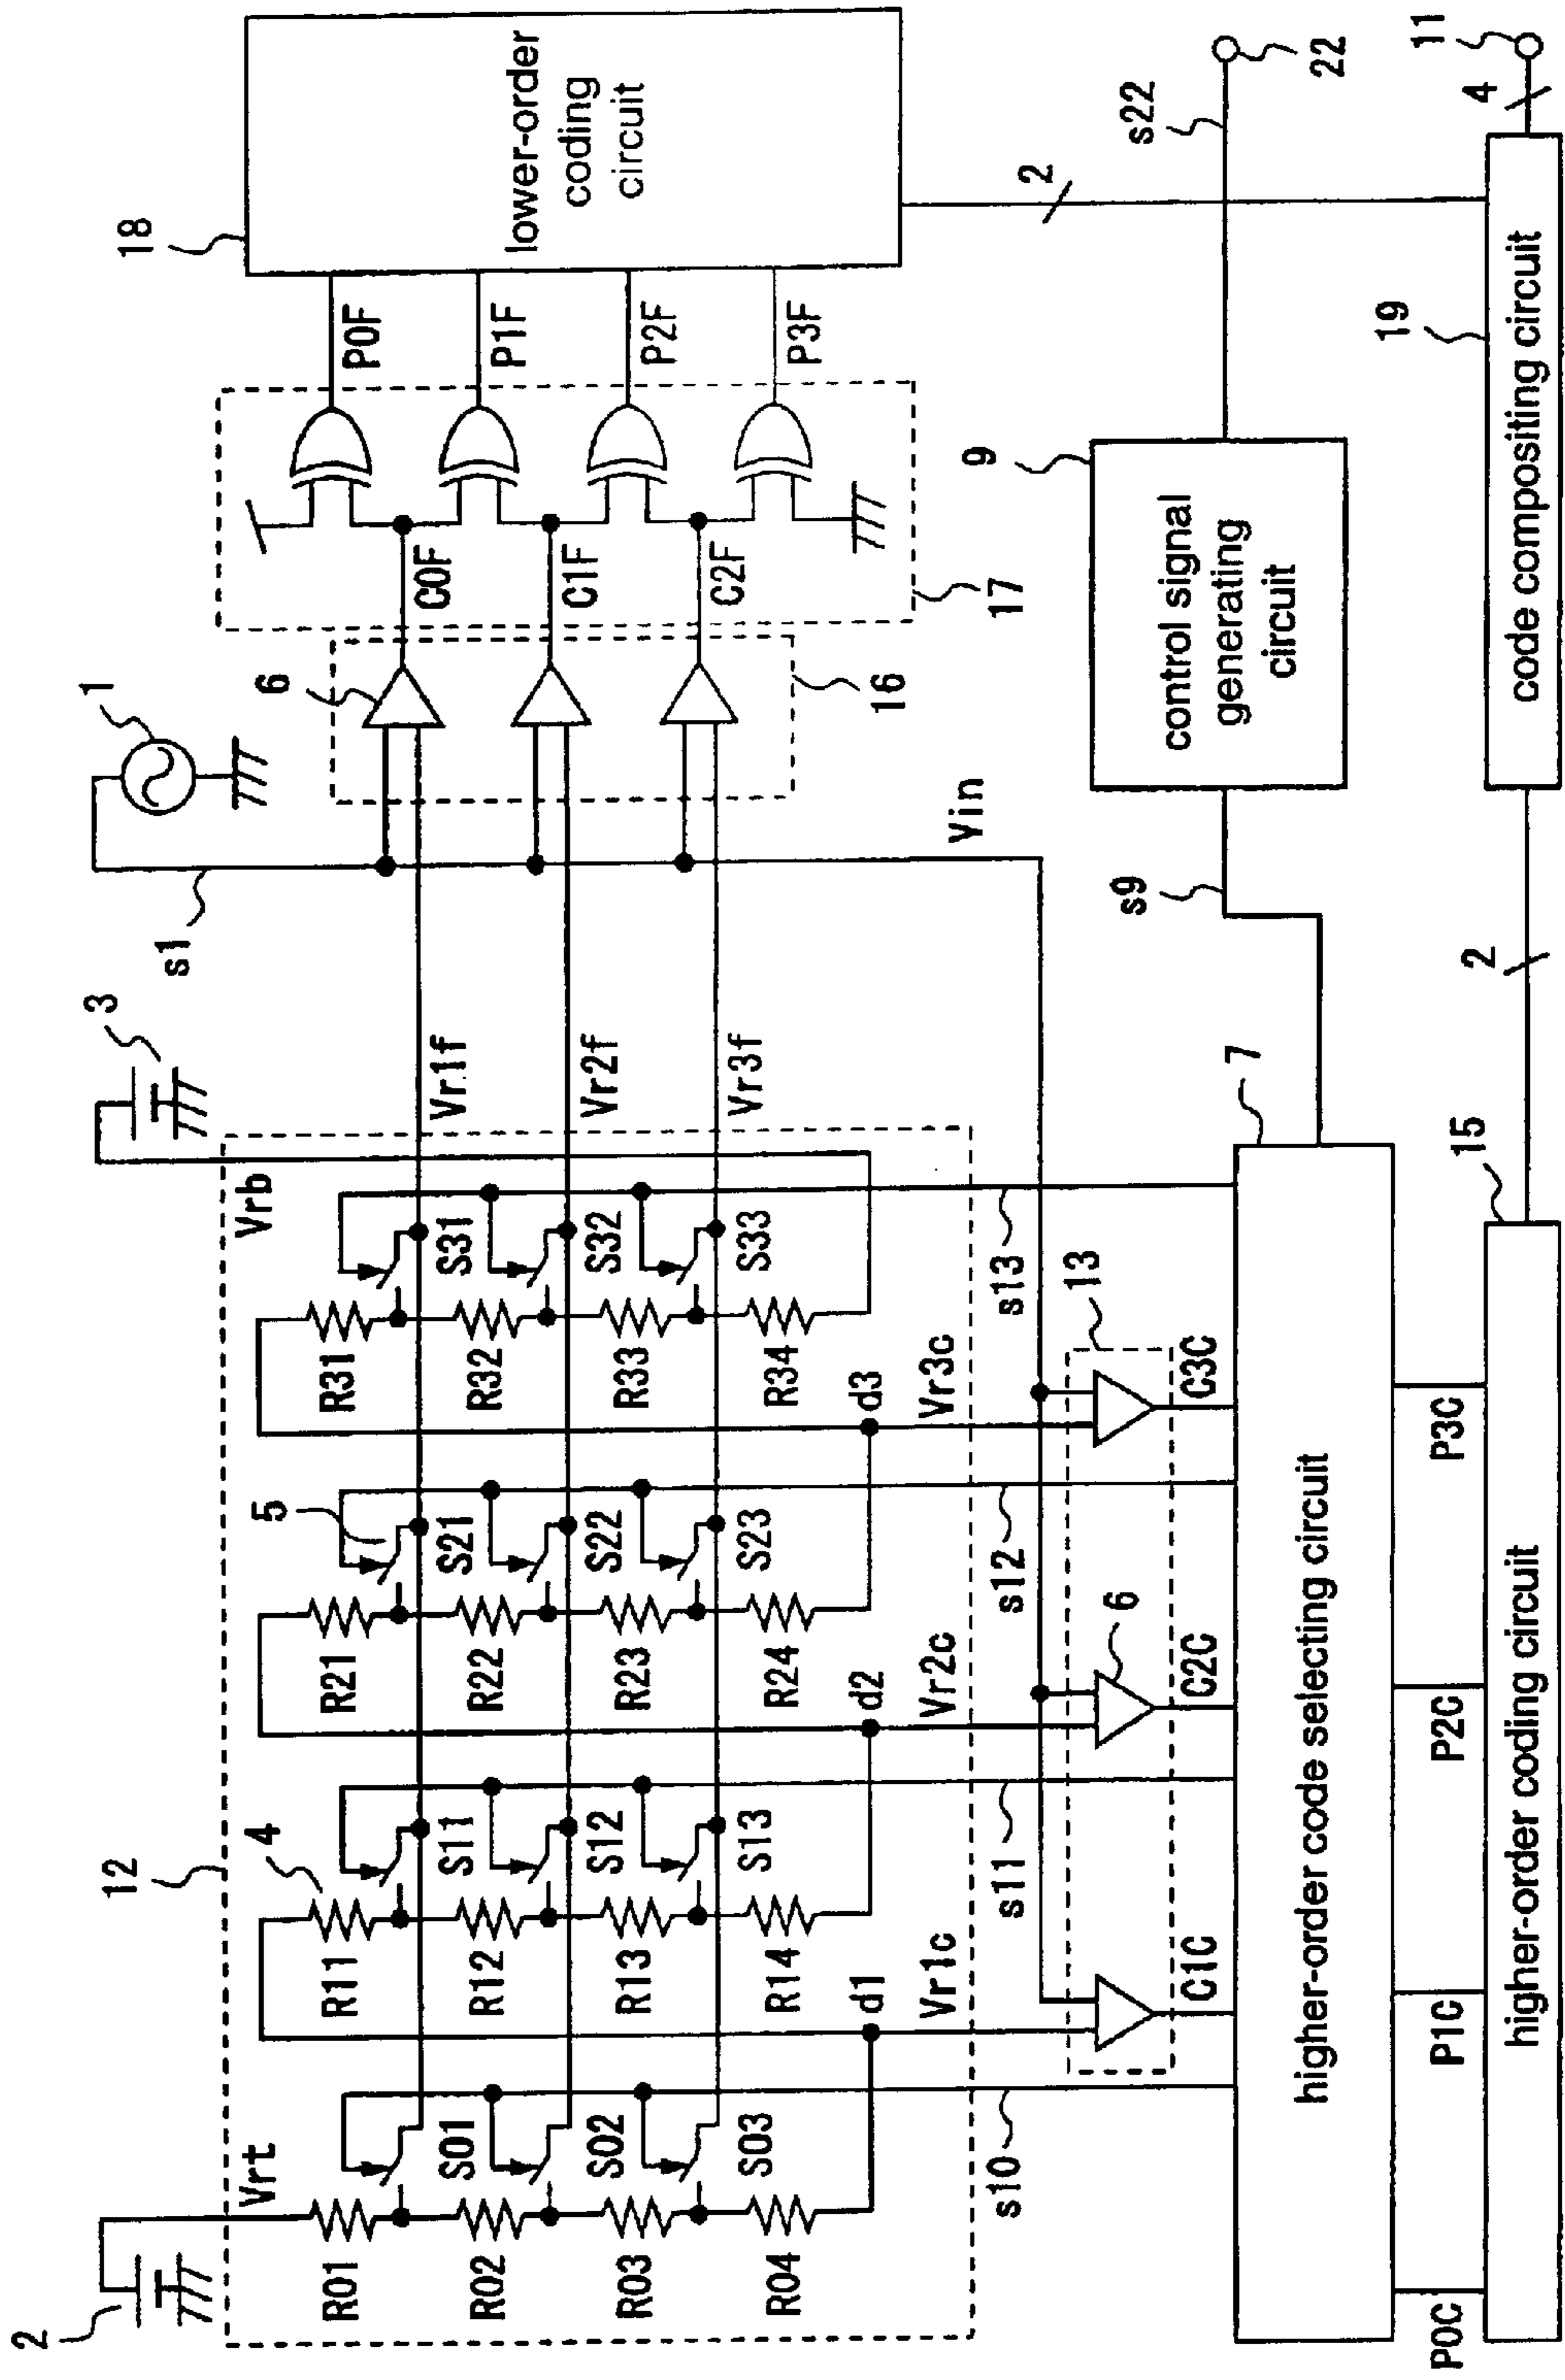 2
Vrt
12
R01
R02
R03
R04
S01
S02
S03
s10
d1
Vr1c
4
R11
R12
R13
R14
S11
S12
S13
s11
d2
Vr2c
5
R21
R22
R23
R24
S21
S22
S23
s12
d3
Vr3c
R31
R32
R33
R34
S31
S32
S33
s13
Vrb
3
Vr1f
Vr2f
Vr3f
s1
1
Vin
6
16
C0F
C1F
C2F
17
P0F
P1F
P2F
P3F
18
lower-order
coding
circuit
2
13
6
C1C
C2C
C3C
7
higher-order code selecting circuit
s9
9
control signal
generating
circuit
s22
22
P0C
P1C
P2C
P3C
15
higher-order coding circuit
2
19
code compositing circuit
4
11